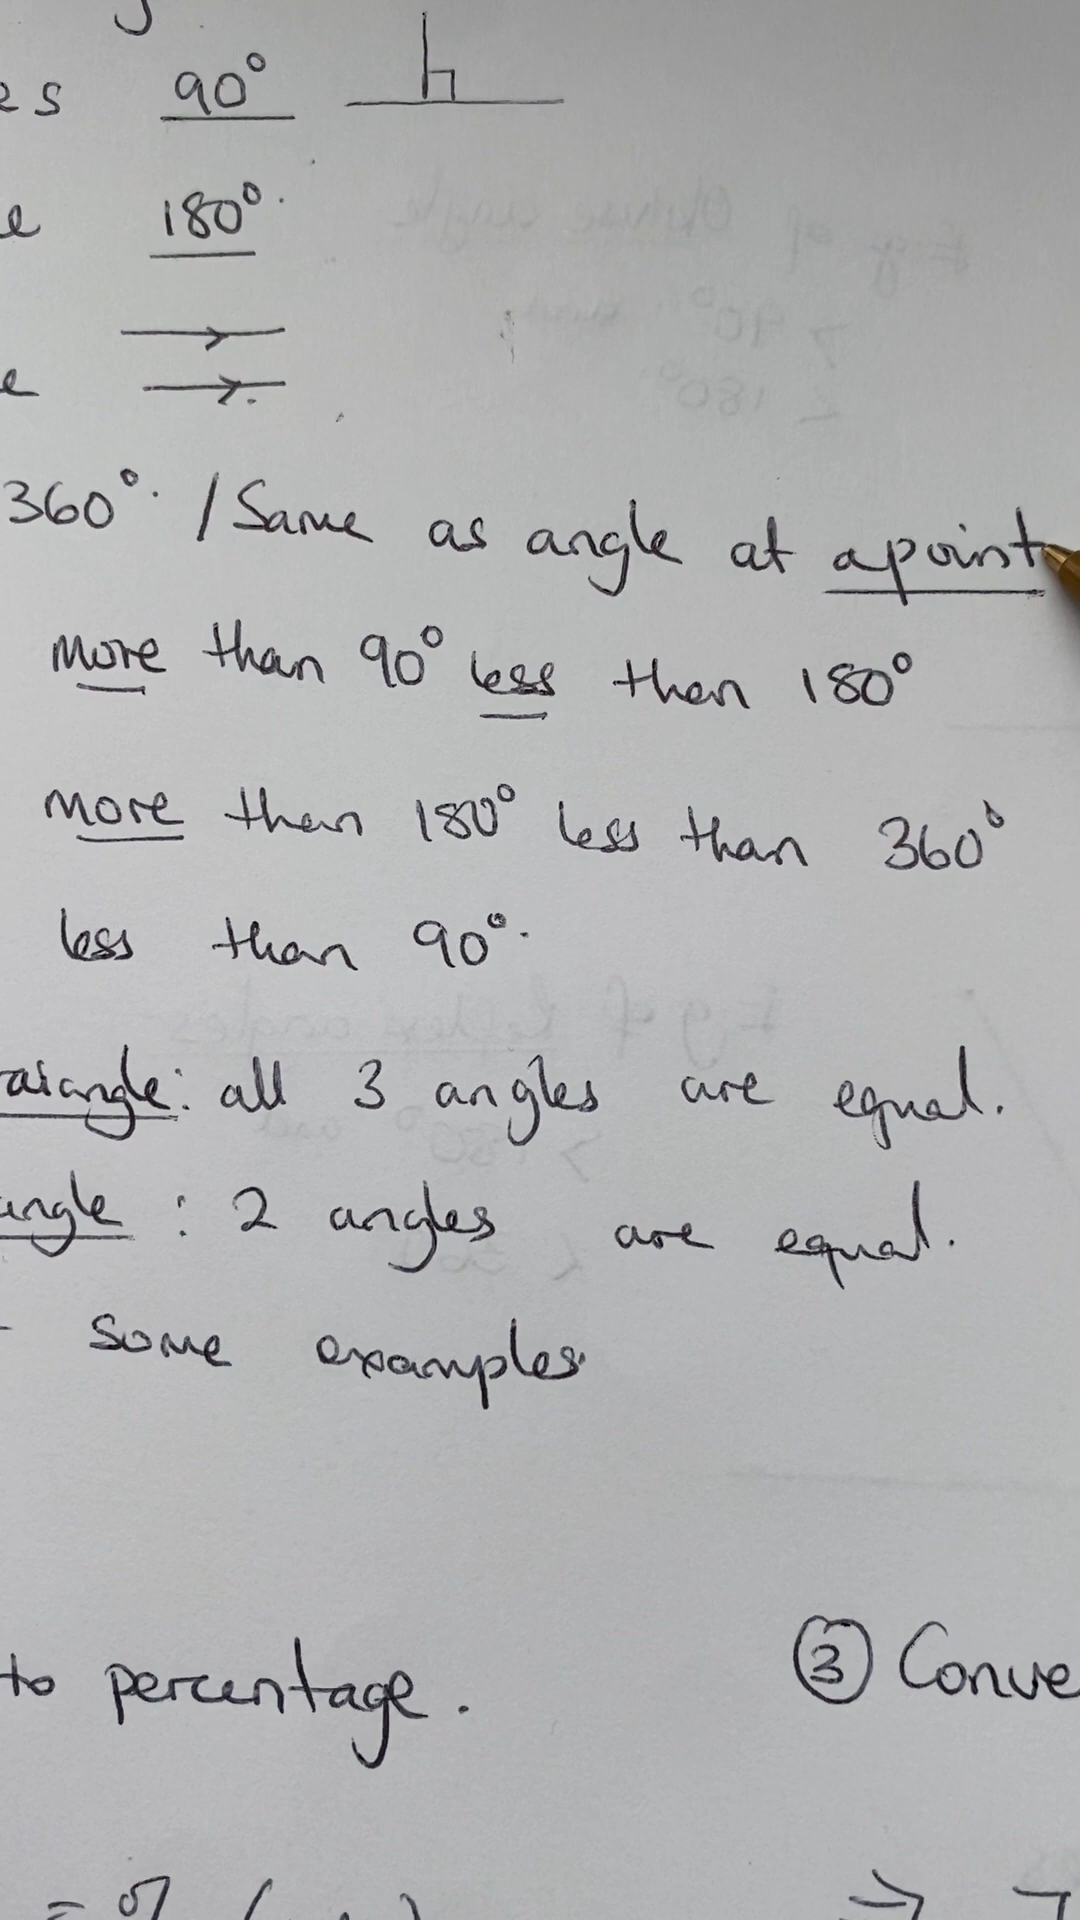 es 90°
e 180°.
e
360°. / Same as angle at a point
more than 90° less than 180°
more than 180° less than 360°
less than 90°.
raiangle: all 3 angles are equal.
angle : 2 angles are equal.
- some examples.
to percentage. ③ Conve